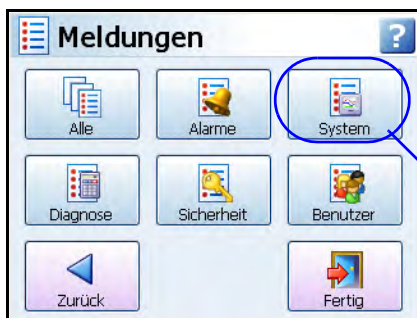 Meldungen
?
Alle
Alarme
System
Diagnose
Sicherheit
Benutzer
Zurück
Fertig